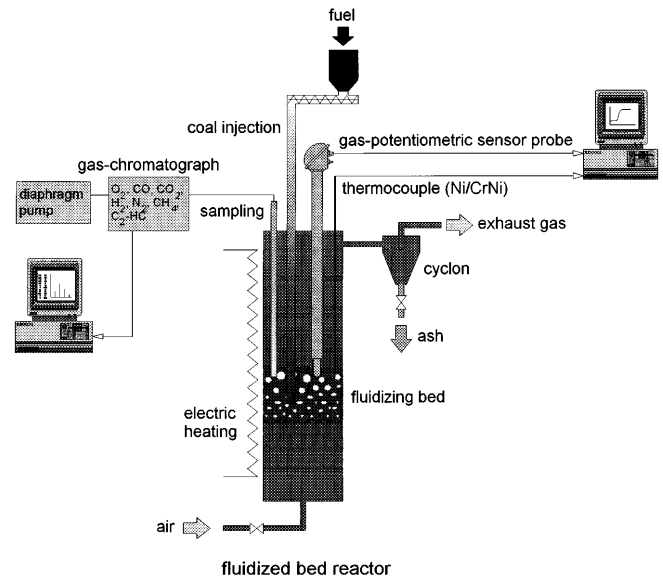 fuel
coal injection
gas-potentiometric sensor probe
gas-chromatograph
diaphragm
pump
O2, CO, CO2,
H2, N2, CH4,
C2-HC
sampling
thermocouple (Ni/CrNi)
exhaust gas
cyclon
ash
fluidizing bed
electric
heating
air
fluidized bed reactor